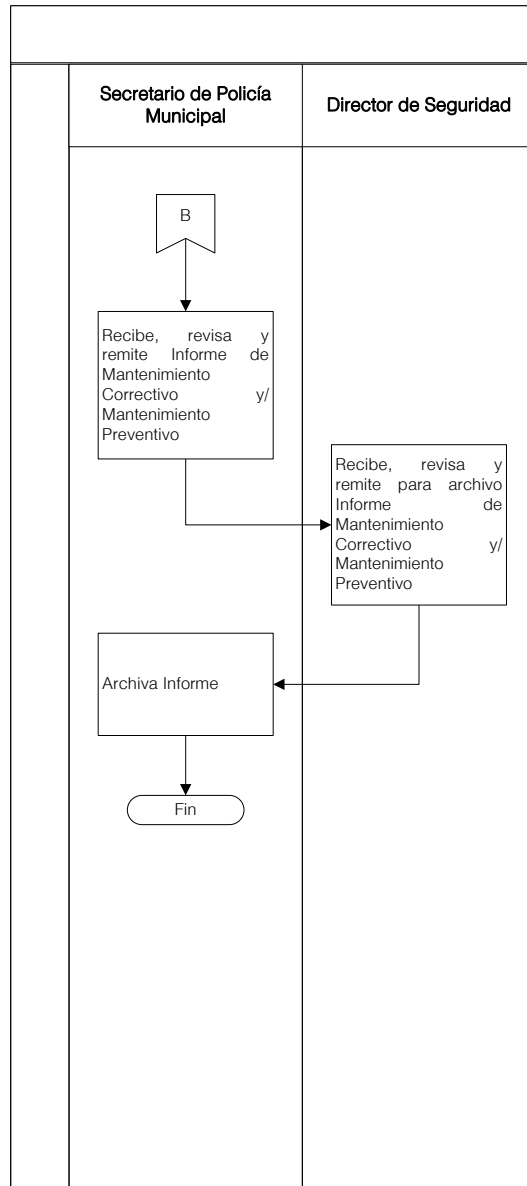 Secretario de Policía
Municipal
Director de Seguridad
B
Recibe, revisa y
remite Informe de
Mantenimiento
Correctivo y/
Mantenimiento
Preventivo
Recibe, revisa y
remite para archivo
Informe de
Mantenimiento
Correctivo y/
Mantenimiento
Preventivo
Archiva Informe
Fin